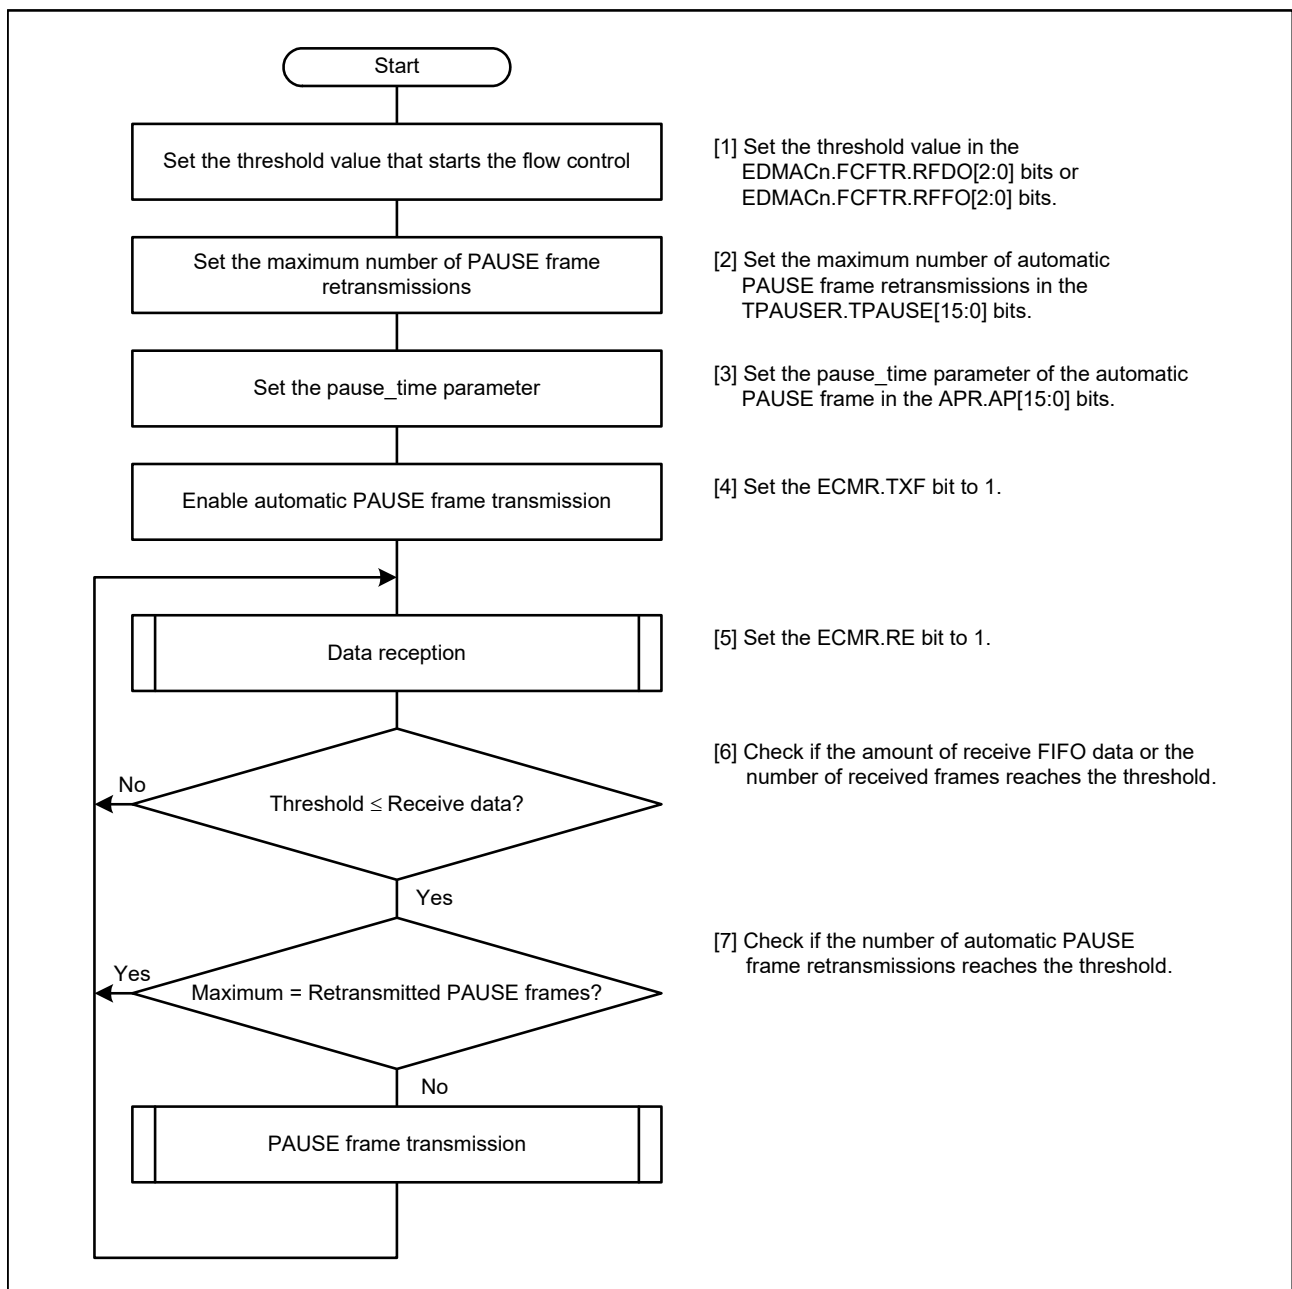 Start
Set the threshold value that starts the flow control
[1] Set the threshold value in the
EDMACn.FCFTR.RFDO[2:0] bits or
EDMACn.FCFTR.RFFO[2:0] bits.
Set the maximum number of PAUSE frame
retransmissions
[2] Set the maximum number of automatic
PAUSE frame retransmissions in the
TPAUSER.TPAUSE[15:0] bits.
Set the pause_time parameter
[3] Set the pause_time parameter of the automatic
PAUSE frame in the APR.AP[15:0] bits.
Enable automatic PAUSE frame transmission
[4] Set the ECMR.TXF bit to 1.
Data reception
[5] Set the ECMR.RE bit to 1.
No
Threshold ≤ Receive data?
[6] Check if the amount of receive FIFO data or the
number of received frames reaches the threshold.
Yes
Yes
Maximum = Retransmitted PAUSE frames?
[7] Check if the number of automatic PAUSE
frame retransmissions reaches the threshold.
No
PAUSE frame transmission